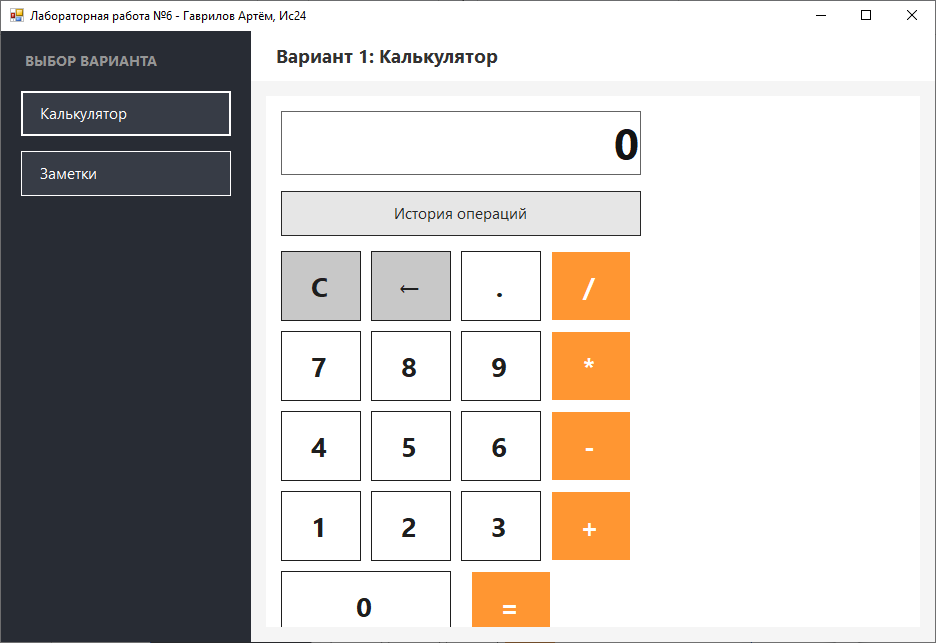 Лабораторная работа №6 - Гаврилов Артём, Ис24
ВЫБОР ВАРИАНТА
Калькулятор
Заметки
Вариант 1: Калькулятор
0
История операций
C ← . /
7 8 9 *
4 5 6 -
1 2 3 +
0 =